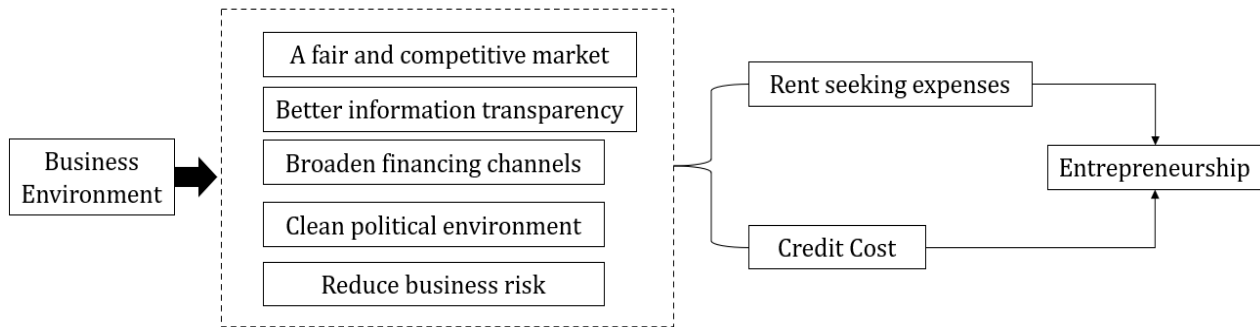 Business
Environment
A fair and competitive market
Better information transparency
Broaden financing channels
Clean political environment
Reduce business risk
Rent seeking expenses
Credit Cost
Entrepreneurship